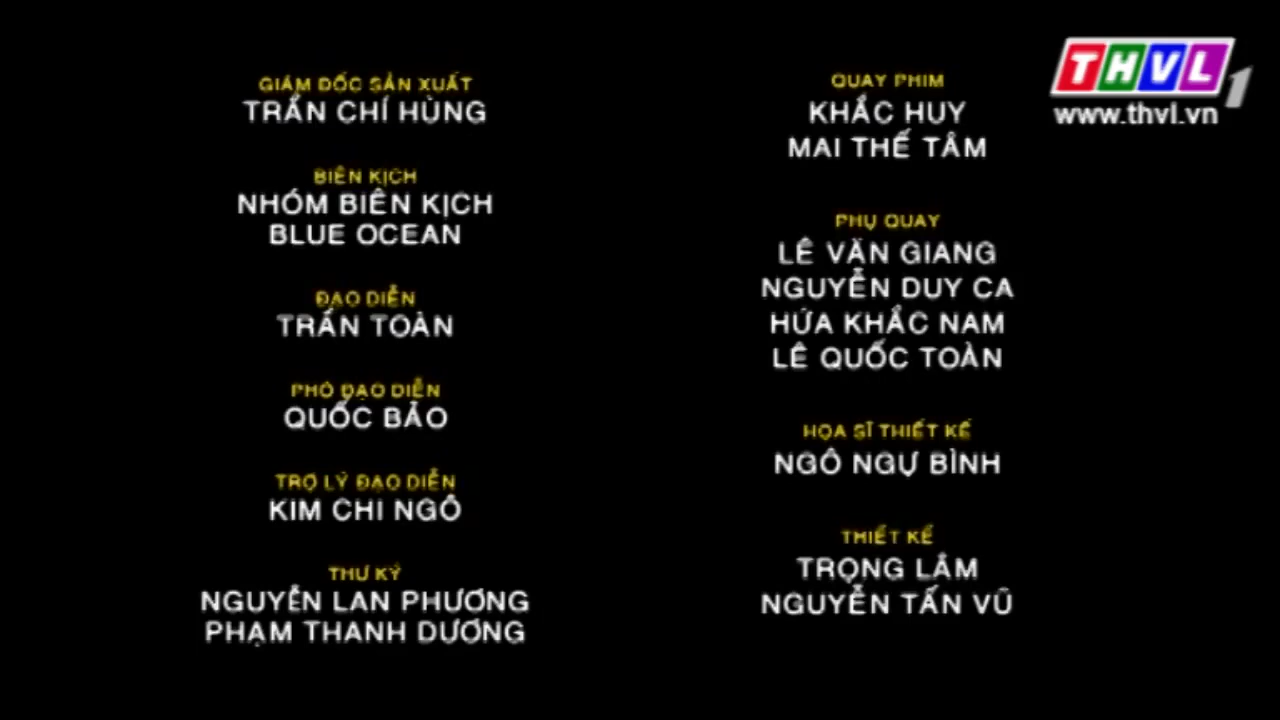 GIÁM ĐỐC SẢN XUẤT
TRẦN CHÍ HÙNG
BIÊN KỊCH
NHÓM BIÊN KỊCH
BLUE OCEAN
ĐẠO DIỄN
TRẦN TOÀN
PHÓ ĐẠO DIỄN
QUỐC BẢO
TRỢ LÝ ĐẠO DIỄN
KIM CHI NGÔ
THƯ KÝ
NGUYỄN LAN PHƯƠNG
PHẠM THANH DƯƠNG
QUAY PHIM
KHẮC HUY
MAI THẾ TÂM
PHỤ QUAY
LÊ VĂN GIANG
NGUYỄN DUY CA
HỨA KHẮC NAM
LÊ QUỐC TOÀN
HỌA SĨ THIẾT KẾ
NGÔ NGỰ BÌNH
THIẾT KẾ
TRỌNG LÂM
NGUYỄN TẤN VŨ
THVL 1
www.thvl.vn